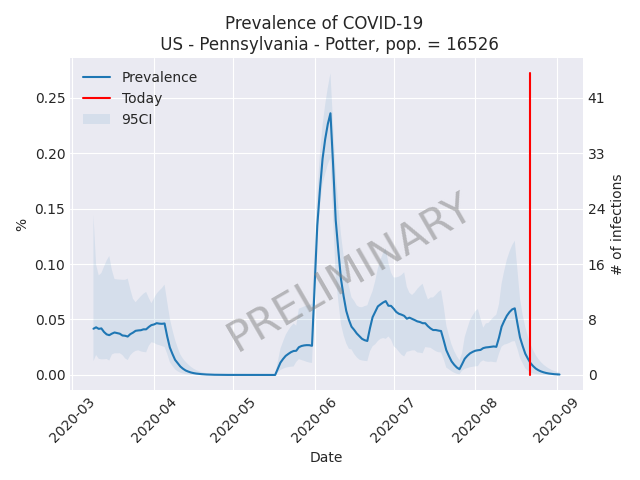 Prevalence of COVID-19
US - Pennsylvania - Potter, pop. = 16526
Prevalence
Today
95CI
%
0.25
0.20
0.15
0.10
0.05
0.00
41
33
24
16
8
0
# of infections
PRELIMINARY
2020-03
2020-04
2020-05
2020-06
2020-07
2020-08
2020-09
Date